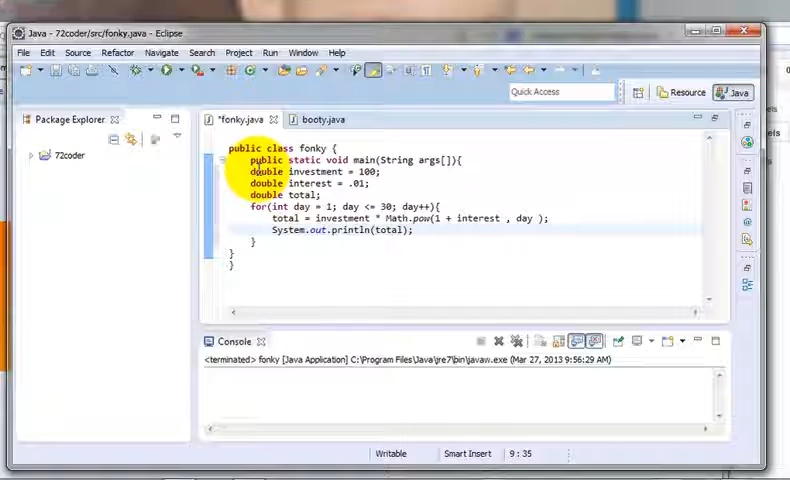 Java - 72coder/src/fonky.java - Eclipse
File Edit Source Refactor Navigate Search Project Run Window Help
Quick Access Resource Java
Package Explorer
72coder
*fonky.java booty.java
public class fonky {
public static void main(String args[]){
double investment = 100;
double interest = .01;
double total;
for(int day = 1; day <= 30; day++){
total = investment * Math.pow(1 + interest , day );
System.out.println(total);
}
}
}
Console
<terminated> fonky [Java Application] C:\Program Files\Java\jre7\bin\javaw.exe (Mar 27, 2013 9:56:29 AM)
Writable Smart Insert 9 : 35